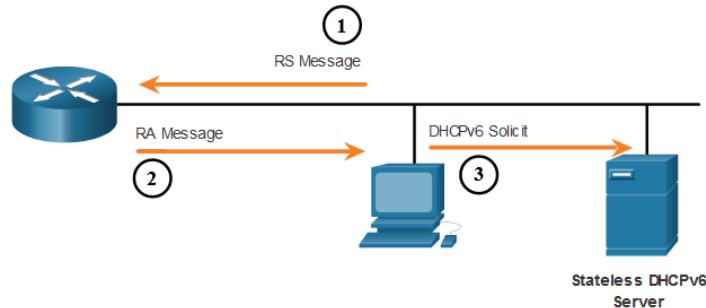 1
RS Message
RA Message
DHCPv6 Solicit
2
3
Stateless DHCPv6
Server